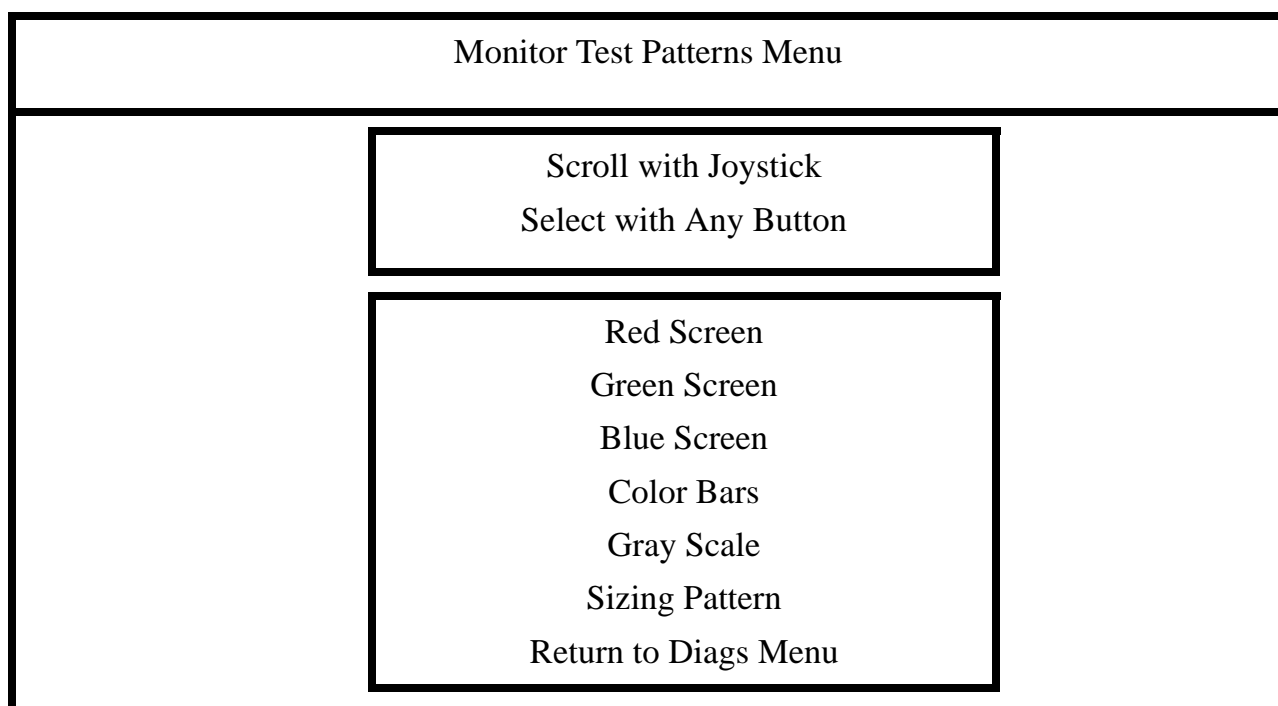 Monitor Test Patterns Menu
Scroll with Joystick
Select with Any Button
Red Screen
Green Screen
Blue Screen
Color Bars
Gray Scale
Sizing Pattern
Return to Diags Menu